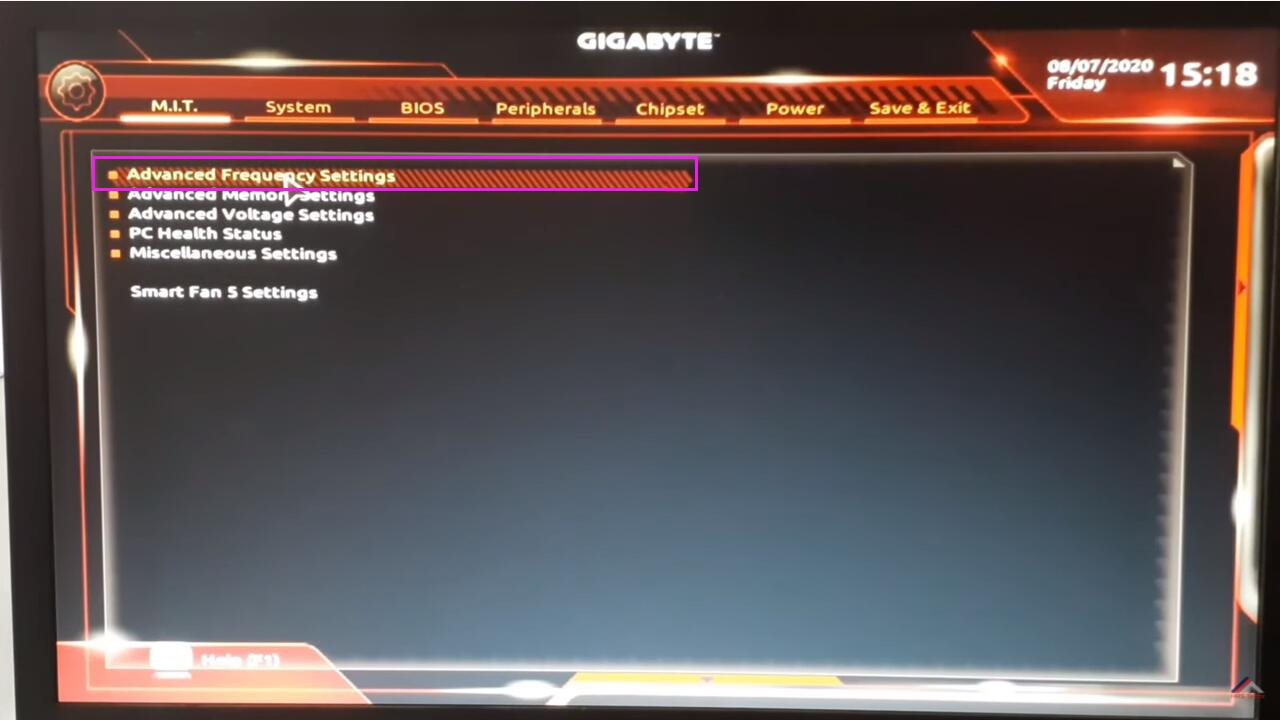 GIGABYTE™
08/07/2020
Friday
15:18
M.I.T. System BIOS Peripherals Chipset Power Save & Exit
Advanced Frequency Settings
Advanced Memory Settings
Advanced Voltage Settings
PC Health Status
Miscellaneous Settings
Smart Fan 5 Settings
Help (F1)